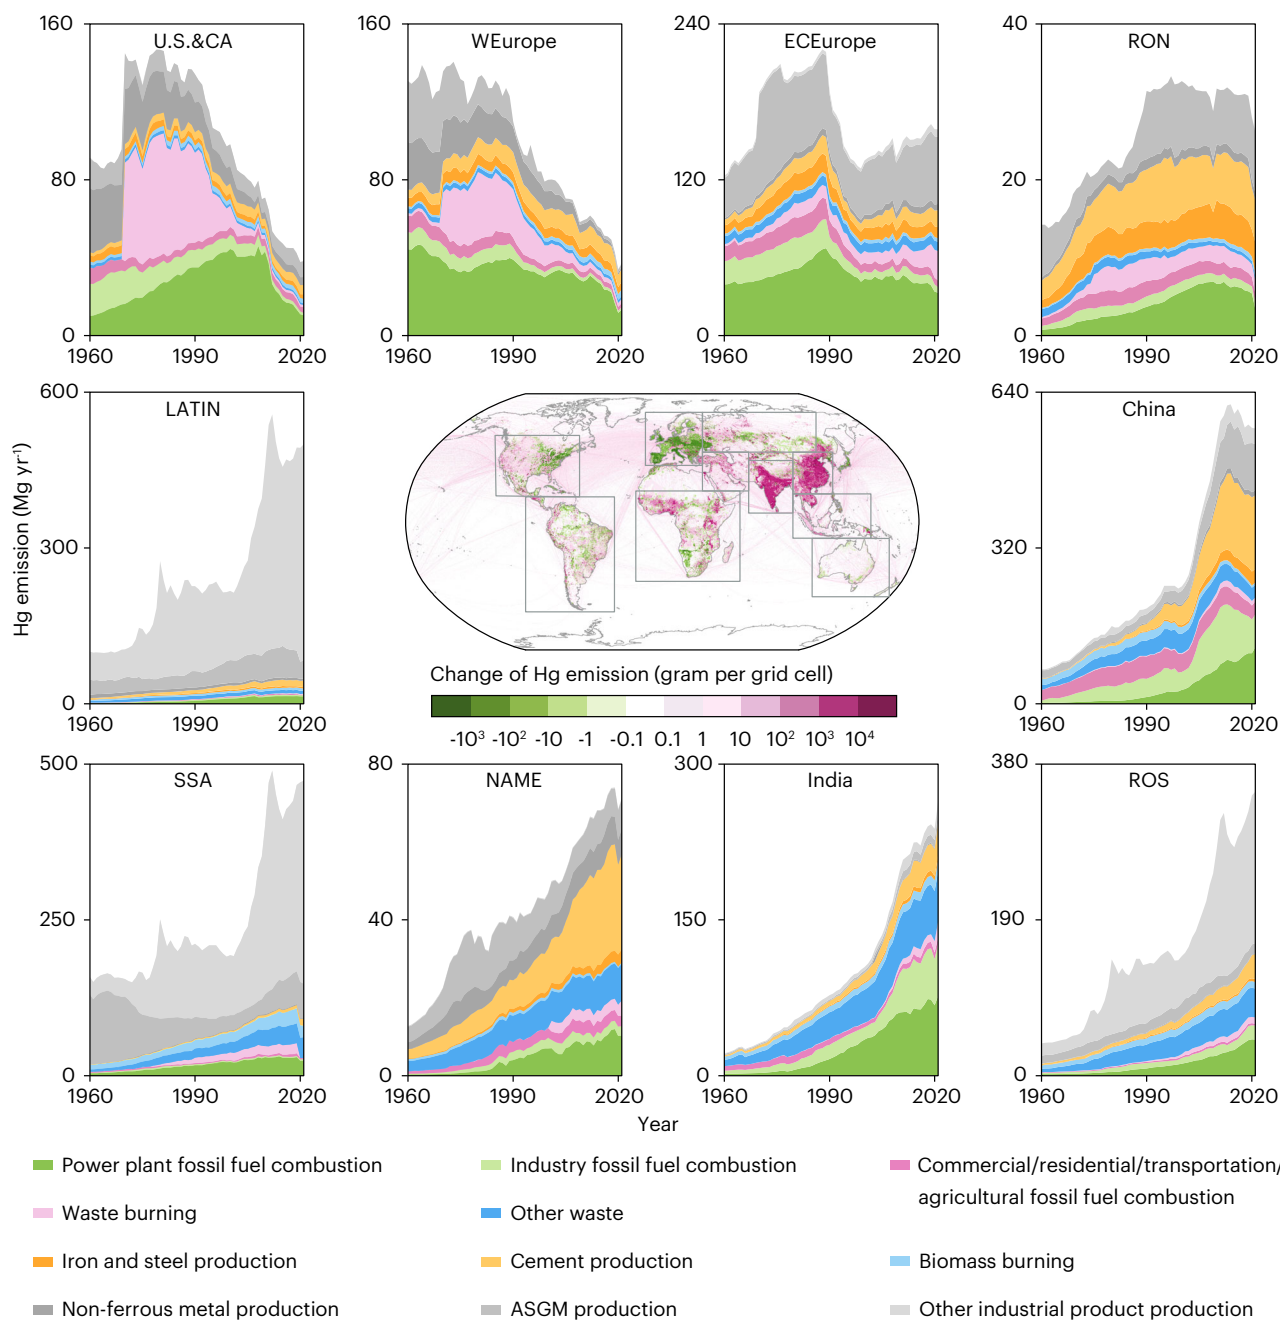 160
80
0
1960
1990
2020
U.S.&CA
160
80
0
1960
1990
2020
WEurope
240
120
0
1960
1990
2020
ECEurope
40
20
0
1960
1990
2020
RON
Hg emission (Mg yr⁻¹)
600
300
0
1960
1990
2020
LATIN
Change of Hg emission (gram per grid cell)
-10³ -10² -10 -1 -0.1 0.1 1 10 10² 10³ 10⁴
640
320
0
1960
1990
2020
China
500
250
0
1960
1990
2020
SSA
80
40
0
1960
1990
2020
NAME
300
150
0
1960
1990
2020
India
380
190
0
1960
1990
2020
ROS
Year
Power plant fossil fuel combustion
Industry fossil fuel combustion
Commercial/residential/transportation/
agricultural fossil fuel combustion
Waste burning
Other waste
Iron and steel production
Cement production
Biomass burning
Non-ferrous metal production
ASGM production
Other industrial product production